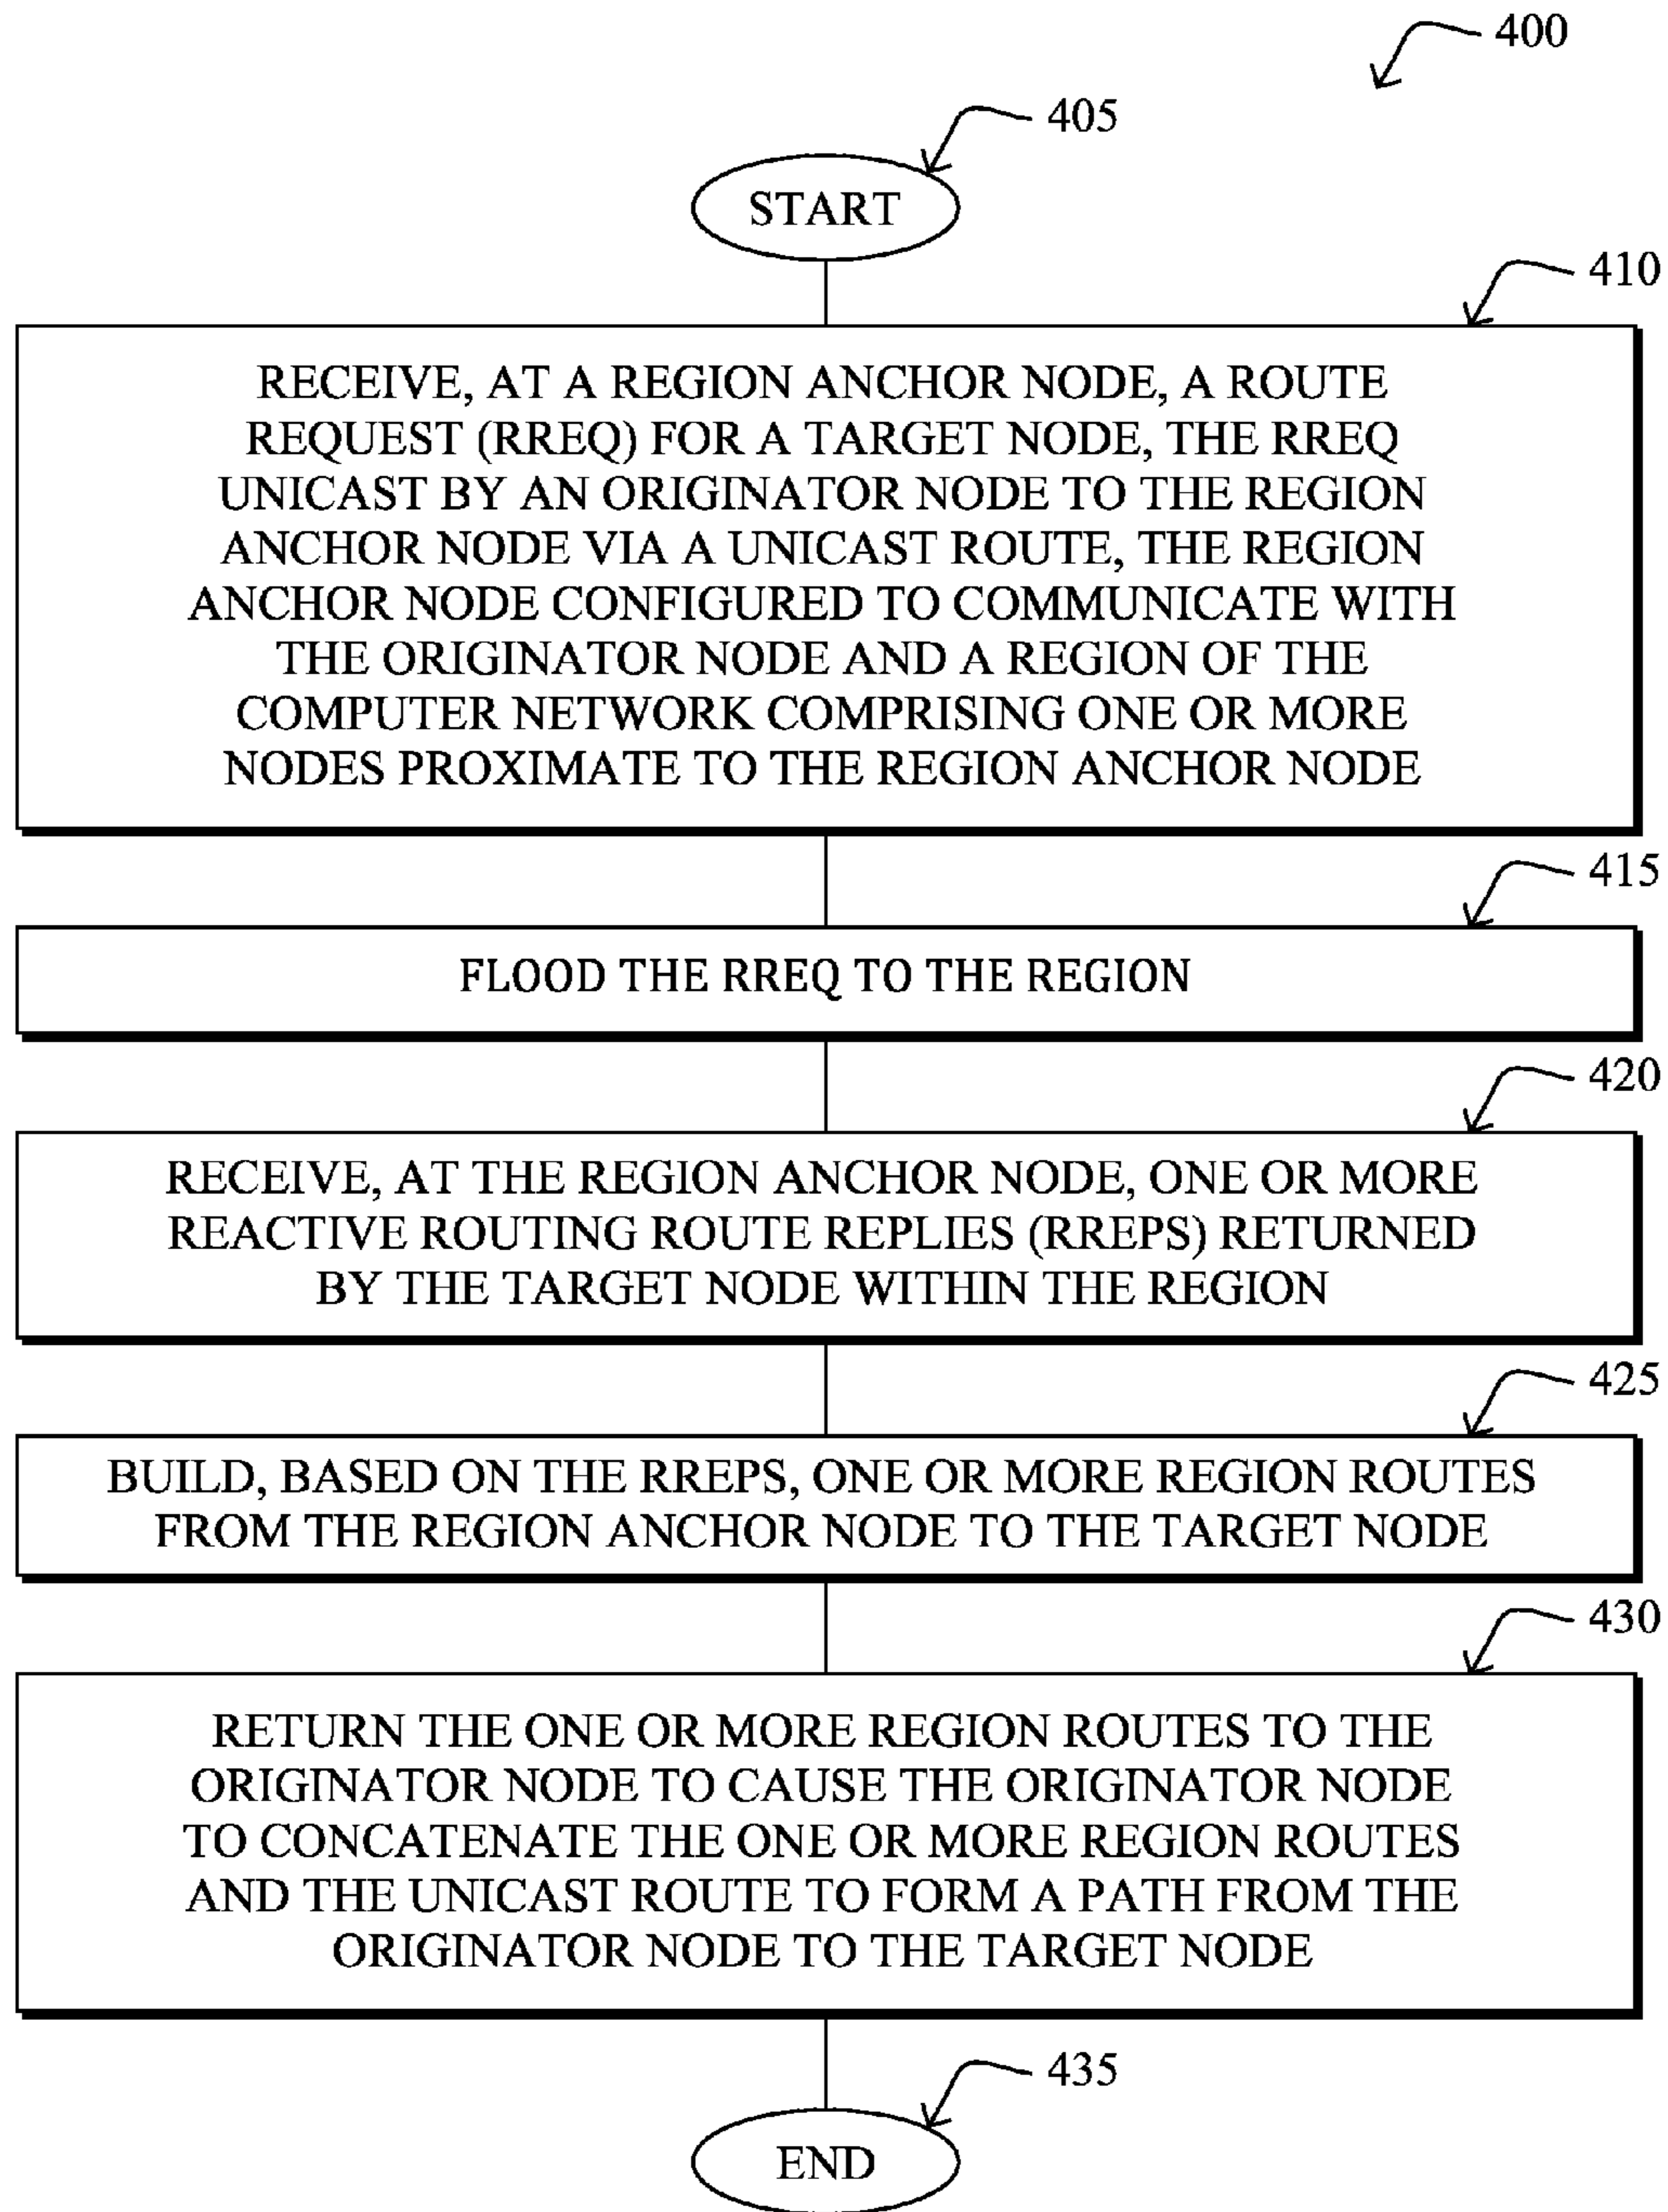 400
405
START
410
RECEIVE, AT A REGION ANCHOR NODE, A ROUTE
REQUEST (RREQ) FOR A TARGET NODE, THE RREQ
UNICAST BY AN ORIGINATOR NODE TO THE REGION
ANCHOR NODE VIA A UNICAST ROUTE, THE REGION
ANCHOR NODE CONFIGURED TO COMMUNICATE WITH
THE ORIGINATOR NODE AND A REGION OF THE
COMPUTER NETWORK COMPRISING ONE OR MORE
NODES PROXIMATE TO THE REGION ANCHOR NODE
415
FLOOD THE RREQ TO THE REGION
420
RECEIVE, AT THE REGION ANCHOR NODE, ONE OR MORE
REACTIVE ROUTING ROUTE REPLIES (RREPS) RETURNED
BY THE TARGET NODE WITHIN THE REGION
425
BUILD, BASED ON THE RREPS, ONE OR MORE REGION ROUTES
FROM THE REGION ANCHOR NODE TO THE TARGET NODE
430
RETURN THE ONE OR MORE REGION ROUTES TO THE
ORIGINATOR NODE TO CAUSE THE ORIGINATOR NODE
TO CONCATENATE THE ONE OR MORE REGION ROUTES
AND THE UNICAST ROUTE TO FORM A PATH FROM THE
ORIGINATOR NODE TO THE TARGET NODE
435
END